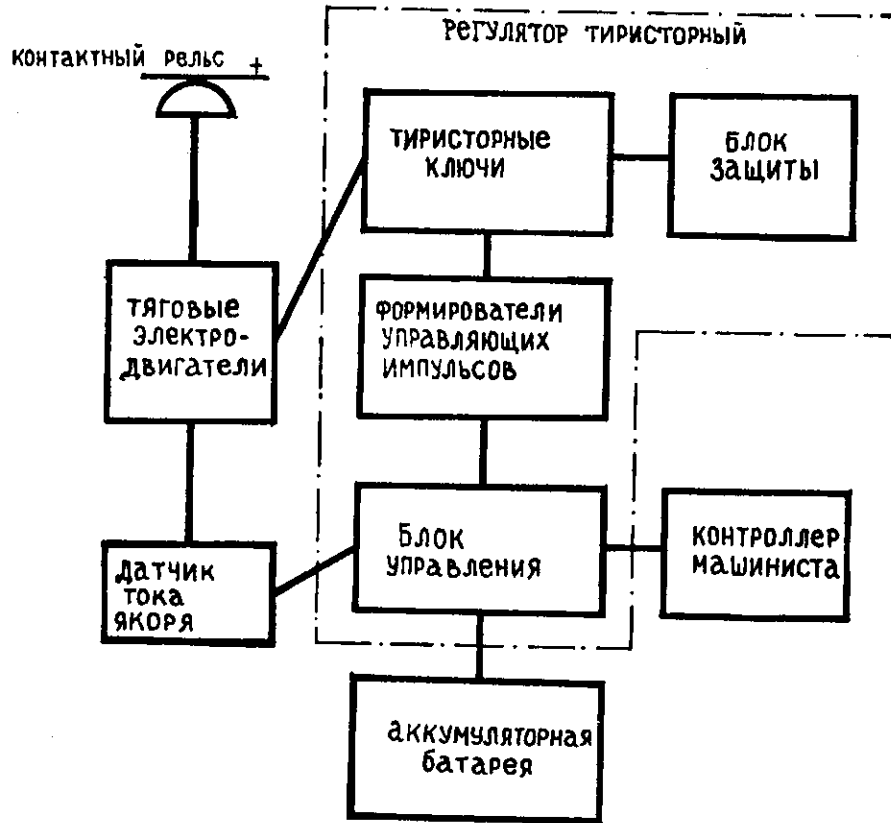 РЕГУЛЯТОР ТИРИСТОРНЫЙ
КОНТАКТНЫЙ РЕЛЬС +
ТИРИСТОРНЫЕ
КЛЮЧИ
БЛОК
ЗАЩИТЫ
ТЯГОВЫЕ
ЭЛЕКТРО-
ДВИГАТЕЛИ
ФОРМИРОВАТЕЛИ
УПРАВЛЯЮЩИХ
ИМПУЛЬСОВ
БЛОК
УПРАВЛЕНИЯ
КОНТРОЛЛЕР
МАШИНИСТА
ДАТЧИК
ТОКА
ЯКОРЯ
АККУМУЛЯТОРНАЯ
БАТАРЕЯ